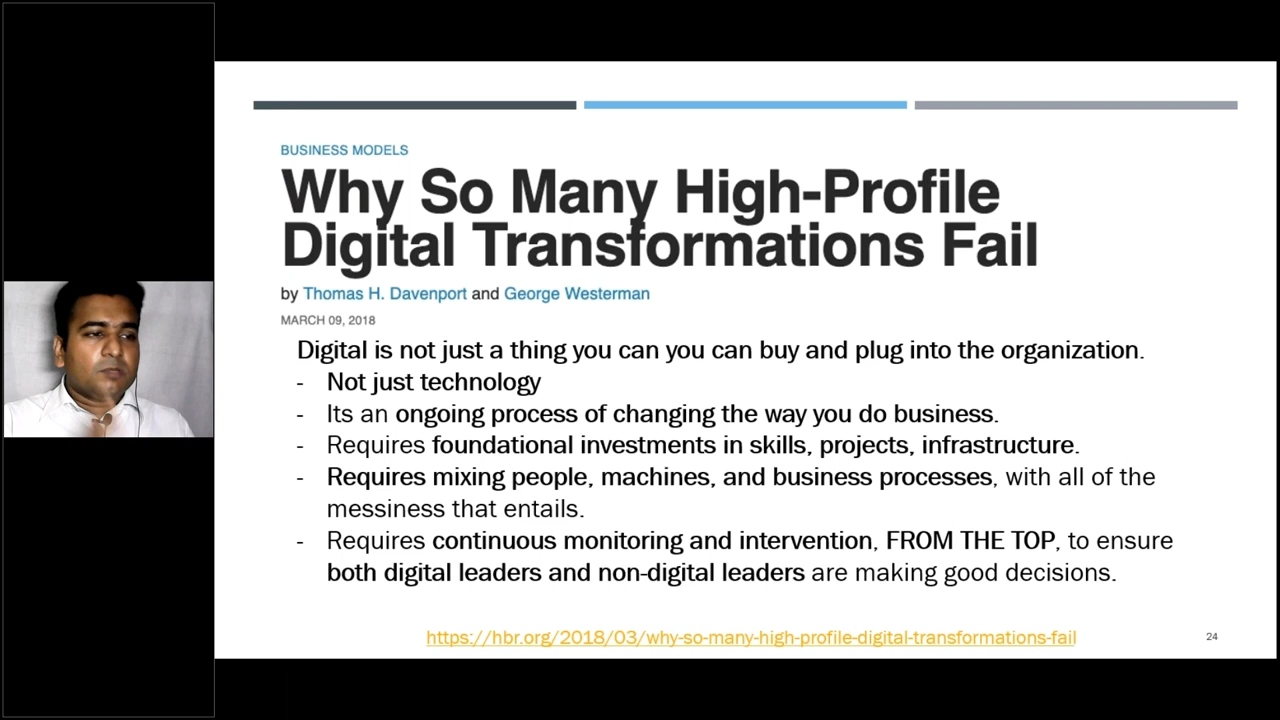 BUSINESS MODELS
Why So Many High-Profile
Digital Transformations Fail
by Thomas H. Davenport and George Westerman
MARCH 09, 2018
Digital is not just a thing you can you can buy and plug into the organization.
- Not just technology
- Its an ongoing process of changing the way you do business.
- Requires foundational investments in skills, projects, infrastructure.
- Requires mixing people, machines, and business processes, with all of the
messiness that entails.
- Requires continuous monitoring and intervention, FROM THE TOP, to ensure
both digital leaders and non-digital leaders are making good decisions.
https://hbr.org/2018/03/why-so-many-high-profile-digital-transformations-fail
24